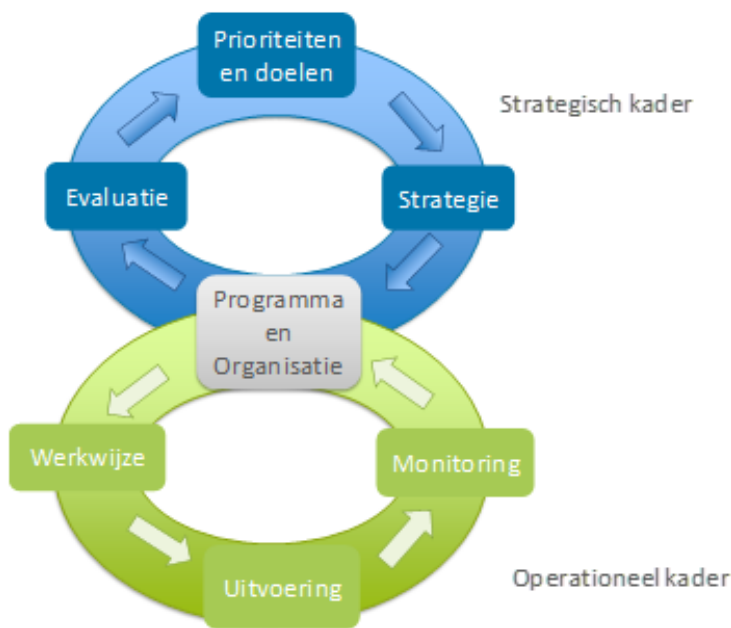 Prioriteiten
en doelen
Strategisch kader
Evaluatie
Strategie
Programma
en
Organisatie
Werkwijze
Monitoring
Uitvoering
Operationeel kader